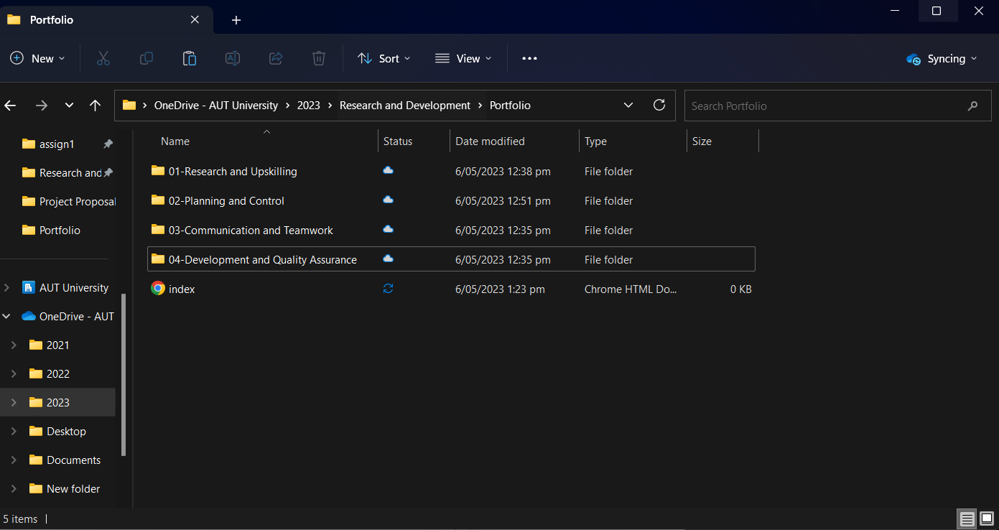 Portfolio
New
Sort
View
Syncing
OneDrive - AUT University > 2023 > Research and Development > Portfolio
Search Portfolio
assign1
Research and
Project Proposal
Portfolio
AUT University
OneDrive - AUT
2021
2022
2023
Desktop
Documents
New folder
Name Status Date modified Type Size
01-Research and Upskilling 6/05/2023 12:38 pm File folder
02-Planning and Control 6/05/2023 12:51 pm File folder
03-Communication and Teamwork 6/05/2023 12:35 pm File folder
04-Development and Quality Assurance 6/05/2023 12:35 pm File folder
index 6/05/2023 1:23 pm Chrome HTML Do... 0 KB
5 items